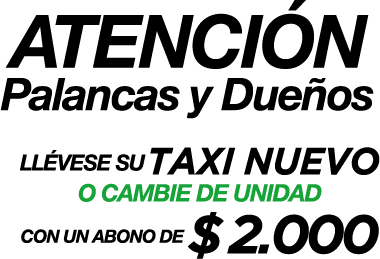 ATENCIÓN
Palancas y Dueños
LLÉVESE SU TAXI NUEVO
O CAMBIE DE UNIDAD
CON UN ABONO DE $ 2.000